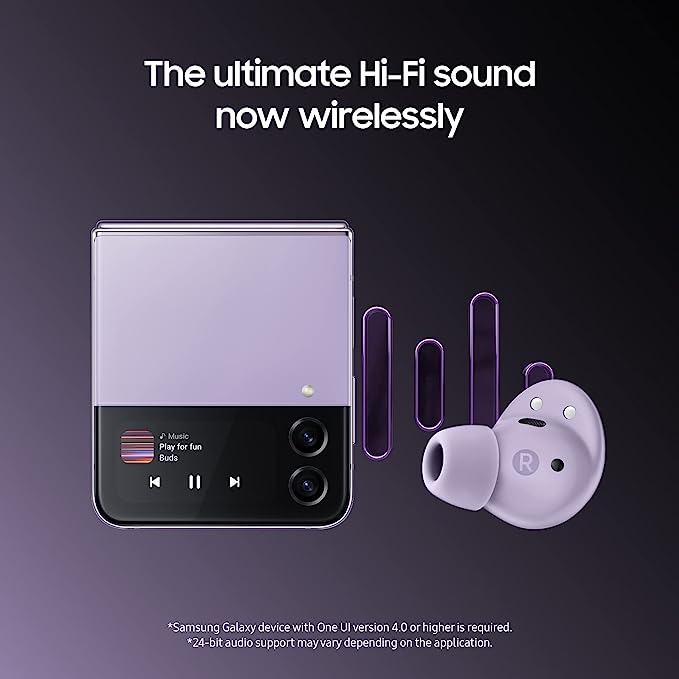 The ultimate Hi-Fi sound
now wirelessly
♪ Music
Play for fun
Buds
R
*Samsung Galaxy device with One UI version 4.0 or higher is required.
*24-bit audio support may vary depending on the application.